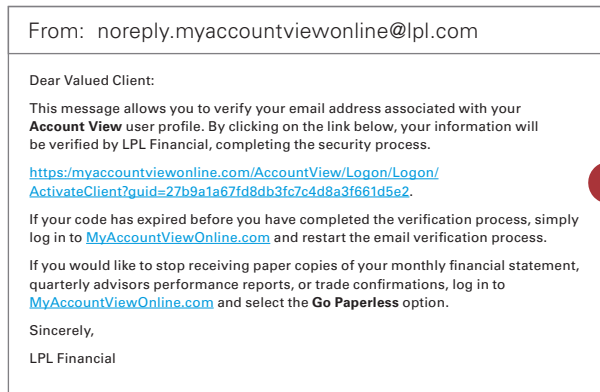 From: noreply.myaccountviewonline@lpl.com
Dear Valued Client:
This message allows you to verify your email address associated with your
Account View user profile. By clicking on the link below, your information will
be verified by LPL Financial, completing the security process.
https:/myaccountviewonline.com/AccountView/Logon/Logon/
ActivateClient?guid=27b9a1a67fd8db3fc7c4d8a3f661d5e2.
If your code has expired before you have completed the verification process, simply
log in to MyAccountViewOnline.com and restart the email verification process.
If you would like to stop receiving paper copies of your monthly financial statement,
quarterly advisors performance reports, or trade confirmations, log in to
MyAccountViewOnline.com and select the Go Paperless option.
Sincerely,
LPL Financial